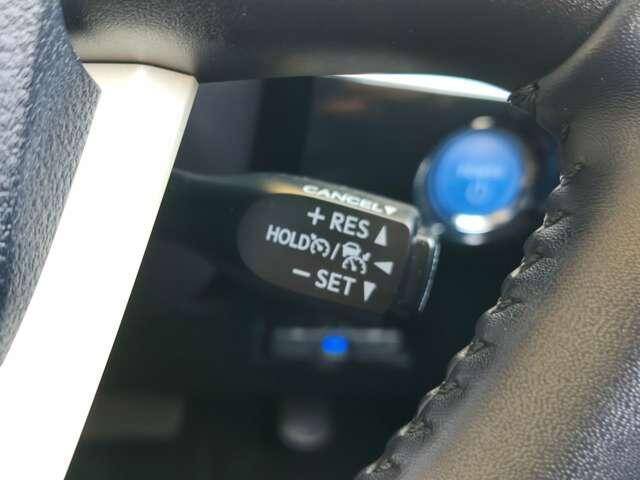 CANCEL▼
+ RES ▲
HOLD / ◀
− SET ▼